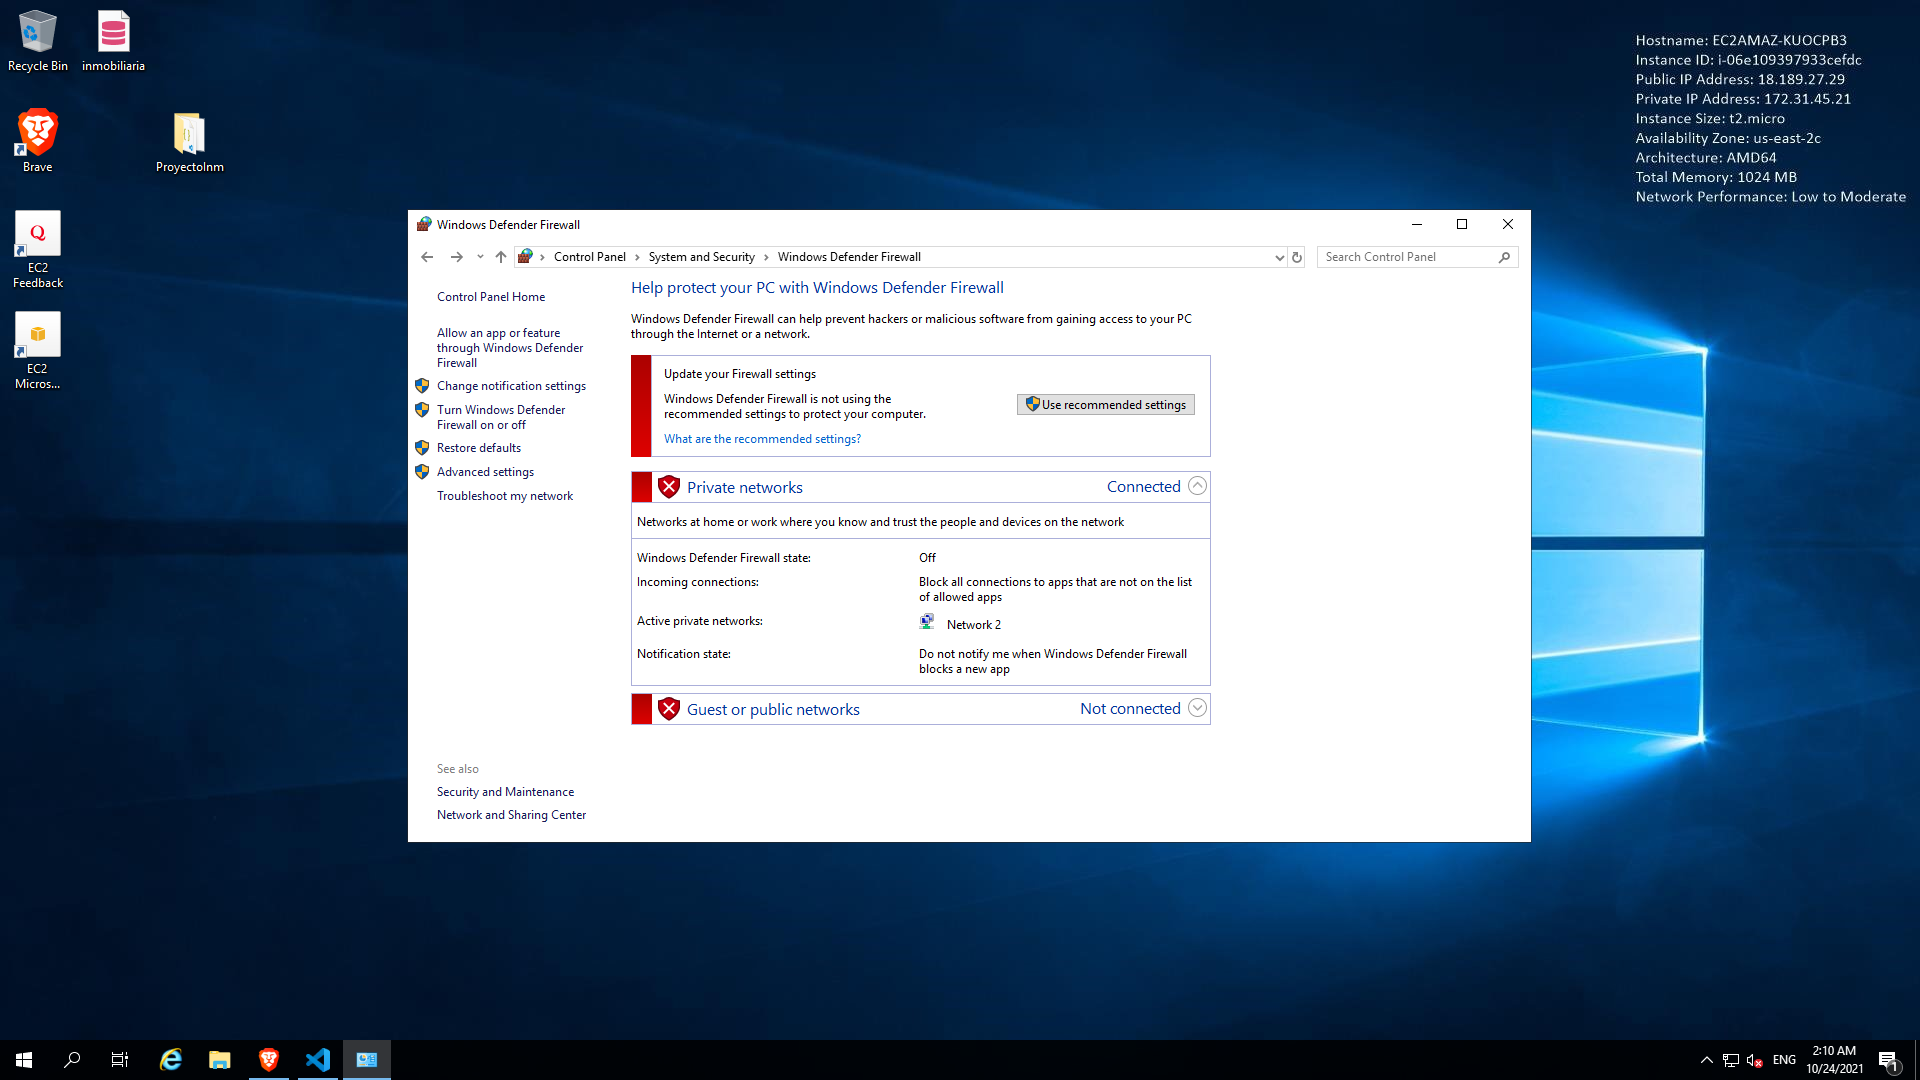 Recycle Bin
inmobiliaria
Brave
ProyectoInm
EC2
Feedback
EC2
Micros...
Hostname: EC2AMAZ-KUOCPB3
Instance ID: i-06e109397933cefdc
Public IP Address: 18.189.27.29
Private IP Address: 172.31.45.21
Instance Size: t2.micro
Availability Zone: us-east-2c
Architecture: AMD64
Total Memory: 1024 MB
Network Performance: Low to Moderate
Windows Defender Firewall
Control Panel
System and Security
Windows Defender Firewall
Search Control Panel
Control Panel Home
Allow an app or feature
through Windows Defender
Firewall
Change notification settings
Turn Windows Defender
Firewall on or off
Restore defaults
Advanced settings
Troubleshoot my network
See also
Security and Maintenance
Network and Sharing Center
Help protect your PC with Windows Defender Firewall
Windows Defender Firewall can help prevent hackers or malicious software from gaining access to your PC
through the Internet or a network.
Update your Firewall settings
Windows Defender Firewall is not using the
recommended settings to protect your computer.
Use recommended settings
What are the recommended settings?
Private networks
Connected
Networks at home or work where you know and trust the people and devices on the network
Windows Defender Firewall state:
Off
Incoming connections:
Block all connections to apps that are not on the list
of allowed apps
Active private networks:
Network 2
Notification state:
Do not notify me when Windows Defender Firewall
blocks a new app
Guest or public networks
Not connected
ENG
2:10 AM
10/24/2021
1